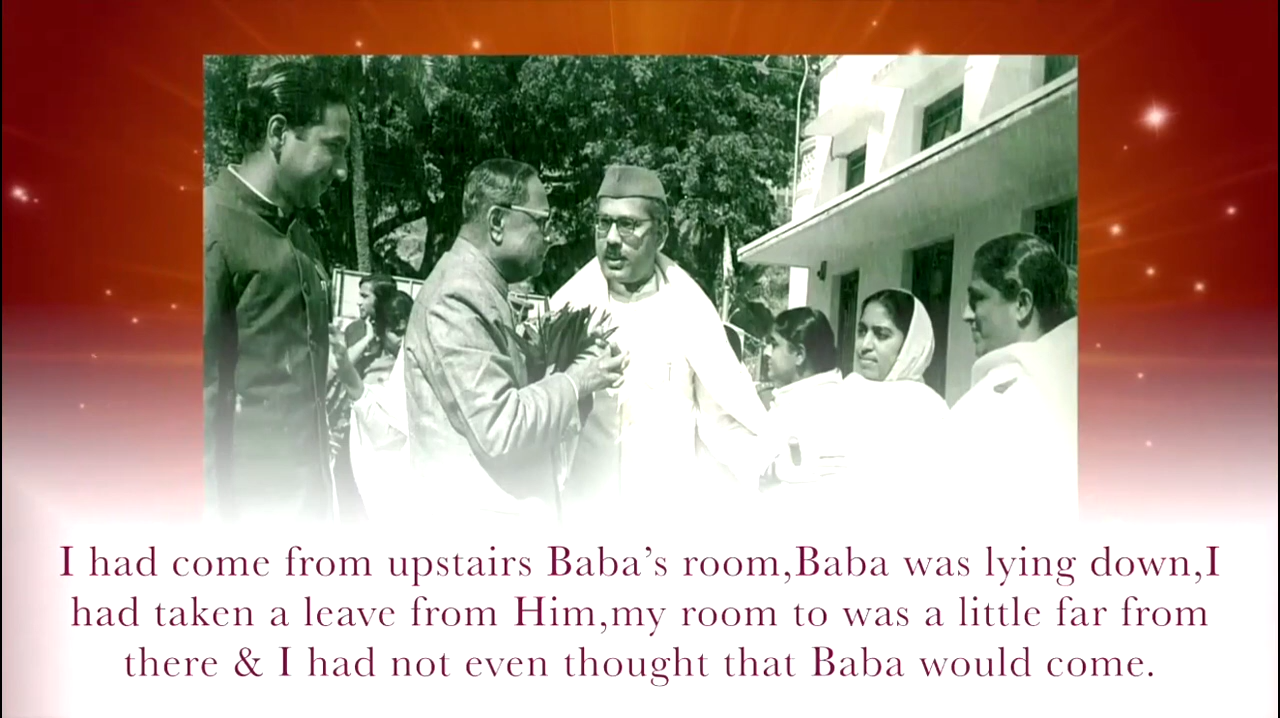 I had come from upstairs Baba's room,Baba was lying down,I
had taken a leave from Him,my room to was a little far from
there & I had not even thought that Baba would come.